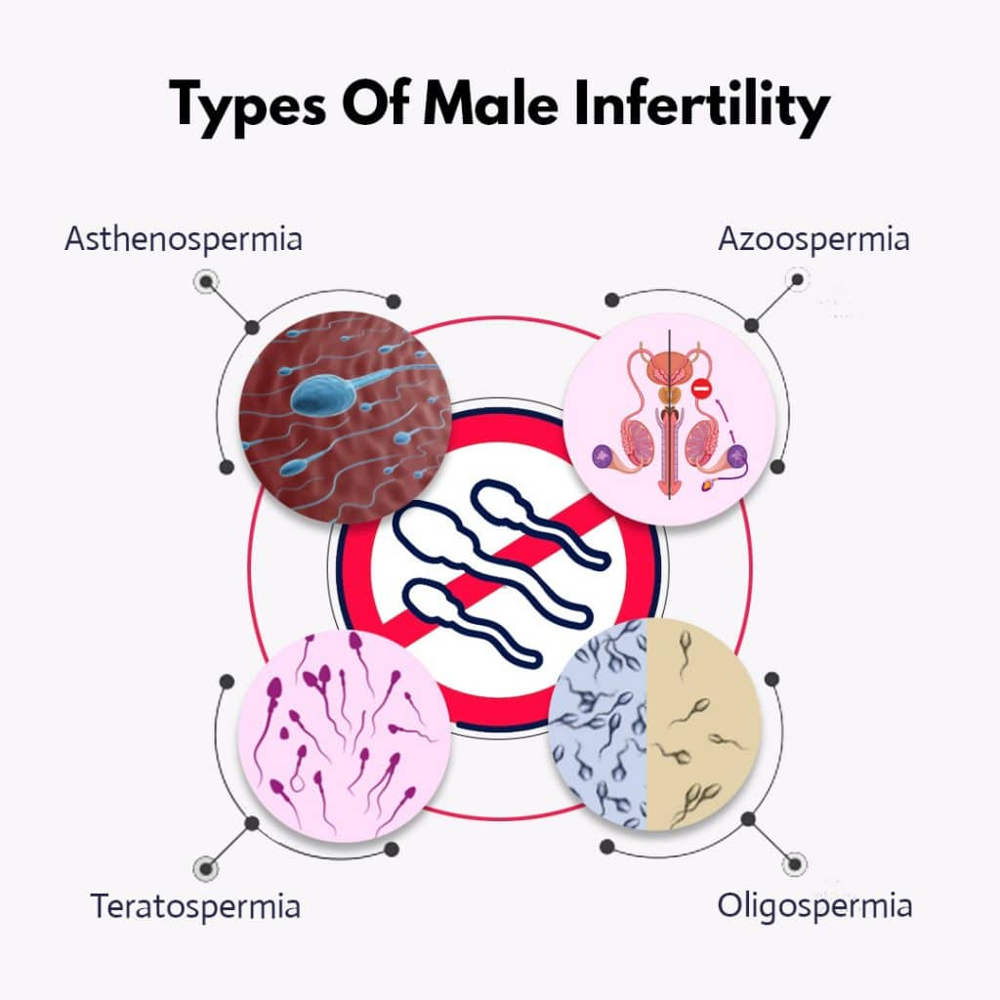 Types Of Male Infertility
Asthenospermia
Azoospermia
Teratospermia
Oligospermia